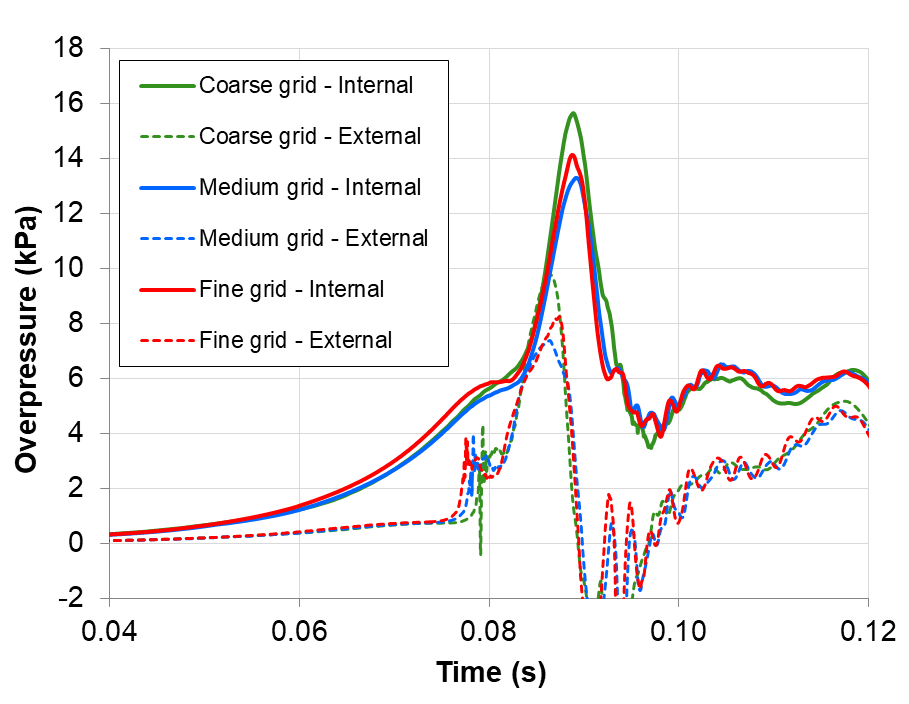 18
16
14
12
10
8
6
4
2
0
-2
Overpressure (kPa)
Coarse grid - Internal
Coarse grid - External
Medium grid - Internal
Medium grid - External
Fine grid - Internal
Fine grid - External
0.04 0.06 0.08 0.10 0.12
Time (s)